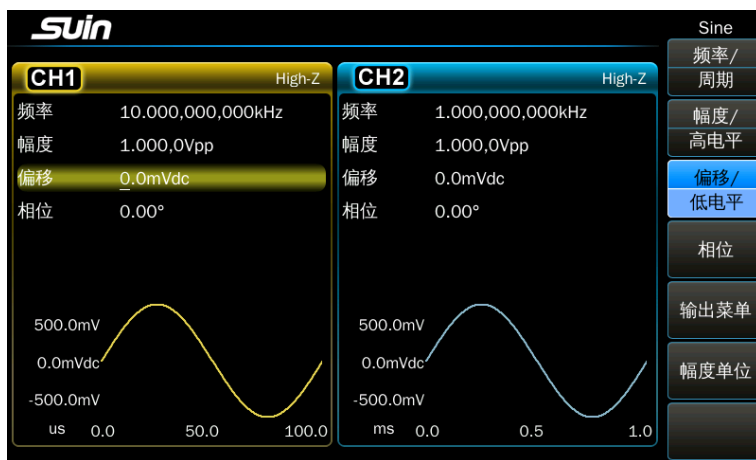 Suin
Sine
CH1 High-Z
频率 10.000,000,000kHz
幅度 1.000,0Vpp
偏移 0.0mVdc
相位 0.00°
500.0mV
0.0mVdc
-500.0mV
us 0.0 50.0 100.0
CH2 High-Z
频率 1.000,000,000kHz
幅度 1.000,0Vpp
偏移 0.0mVdc
相位 0.00°
500.0mV
0.0mVdc
-500.0mV
ms 0.0 0.5 1.0
频率/
周期
幅度/
高电平
偏移/
低电平
相位
输出菜单
幅度单位